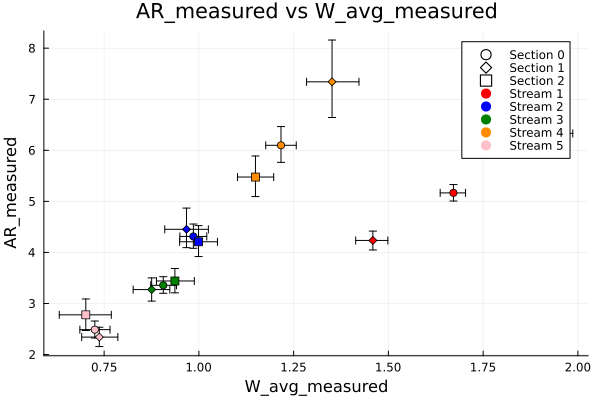 AR_measured vs W_avg_measured
Section 0
Section 1
Section 2
Stream 1
Stream 2
Stream 3
Stream 4
Stream 5
8
7
6
5
4
3
2
AR_measured
0.75
1.00
1.25
1.50
1.75
2.00
W_avg_measured